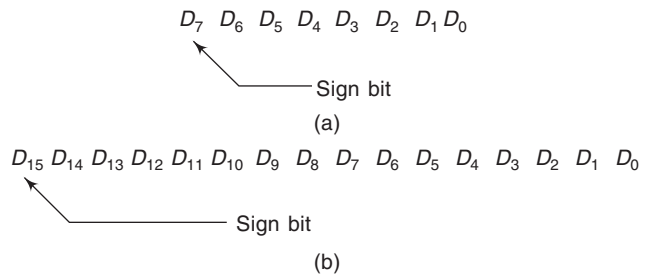 D₇ D₆ D₅ D₄ D₃ D₂ D₁ D₀
Sign bit
(a)
D₁₅ D₁₄ D₁₃ D₁₂ D₁₁ D₁₀ D₉ D₈ D₇ D₆ D₅ D₄ D₃ D₂ D₁ D₀
Sign bit
(b)